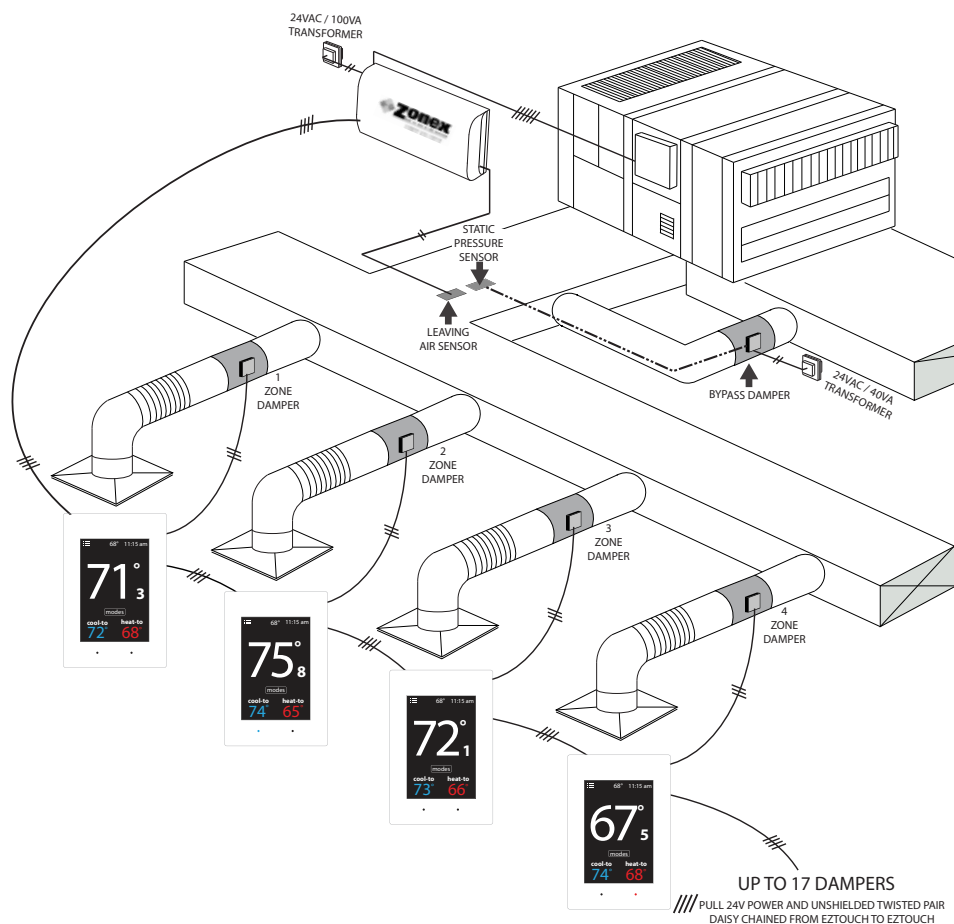 24VAC / 100VA
TRANSFORMER
Zonex
STATIC
PRESSURE
SENSOR
LEAVING
AIR SENSOR
BYPASS DAMPER
24VAC / 40VA
TRANSFORMER
1
ZONE
DAMPER
2
ZONE
DAMPER
3
ZONE
DAMPER
4
ZONE
DAMPER
68° 11:15 am
71°3
modes
cool-to heat-to
72° 68°
68° 11:15 am
75°8
modes
cool-to heat-to
74° 65°
68° 11:15 am
72°1
modes
cool-to heat-to
73° 66°
68° 11:15 am
67°5
modes
cool-to heat-to
74° 68°
UP TO 17 DAMPERS
PULL 24V POWER AND UNSHIELDED TWISTED PAIR
DAISY CHAINED FROM EZTOUCH TO EZTOUCH